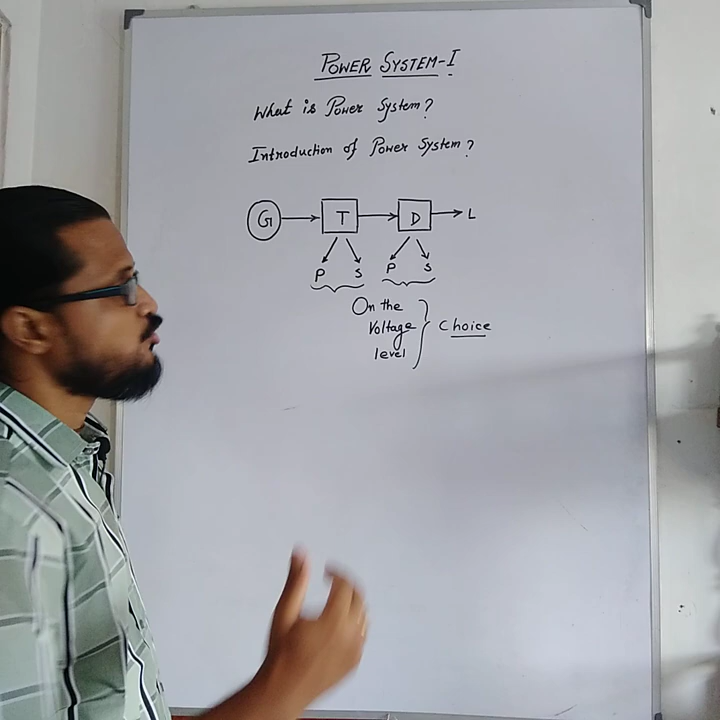 POWER SYSTEM-I
What is Power System?
Introduction of Power System?
G T D L
P S P S
On the
Voltage
level
Choice